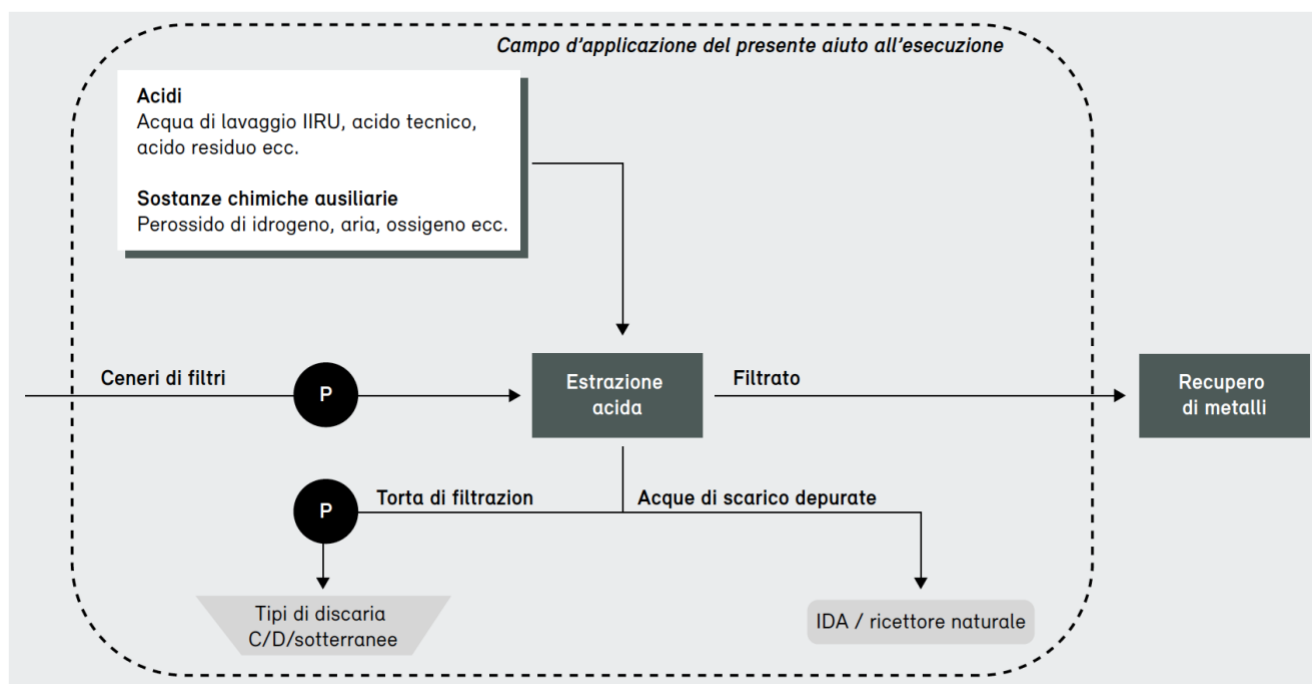 Campo d’applicazione del presente aiuto all’esecuzione
Acidi
Acqua di lavaggio IIRU, acido tecnico,
acido residuo ecc.
Sostanze chimiche ausiliarie
Perossido di idrogeno, aria, ossigeno ecc.
Ceneri di filtri
P
Estrazione
acida
Filtrato
Recupero
di metalli
P
Torta di filtrazion
Acque di scarico depurate
Tipi di discaria
C/D/sotterranee
IDA / ricettore naturale